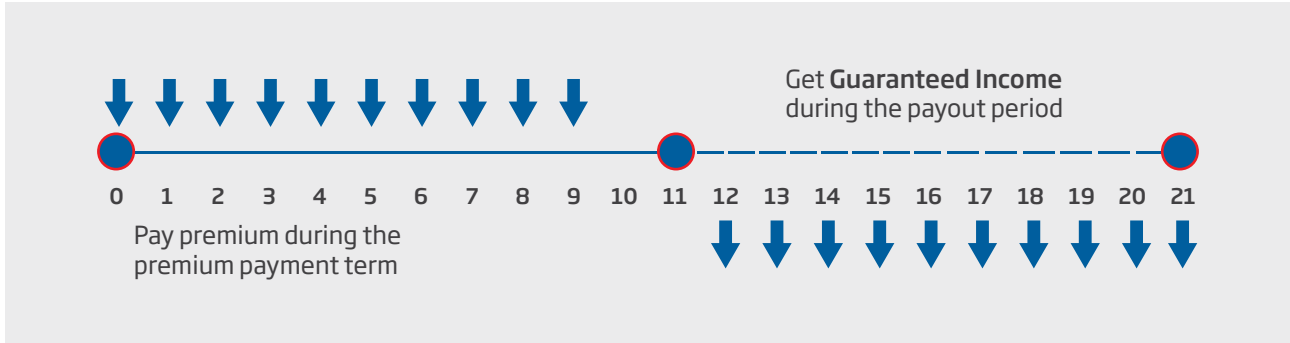 Get Guaranteed Income
during the payout period
0 1 2 3 4 5 6 7 8 9 10 11 12 13 14 15 16 17 18 19 20 21
Pay premium during the
premium payment term